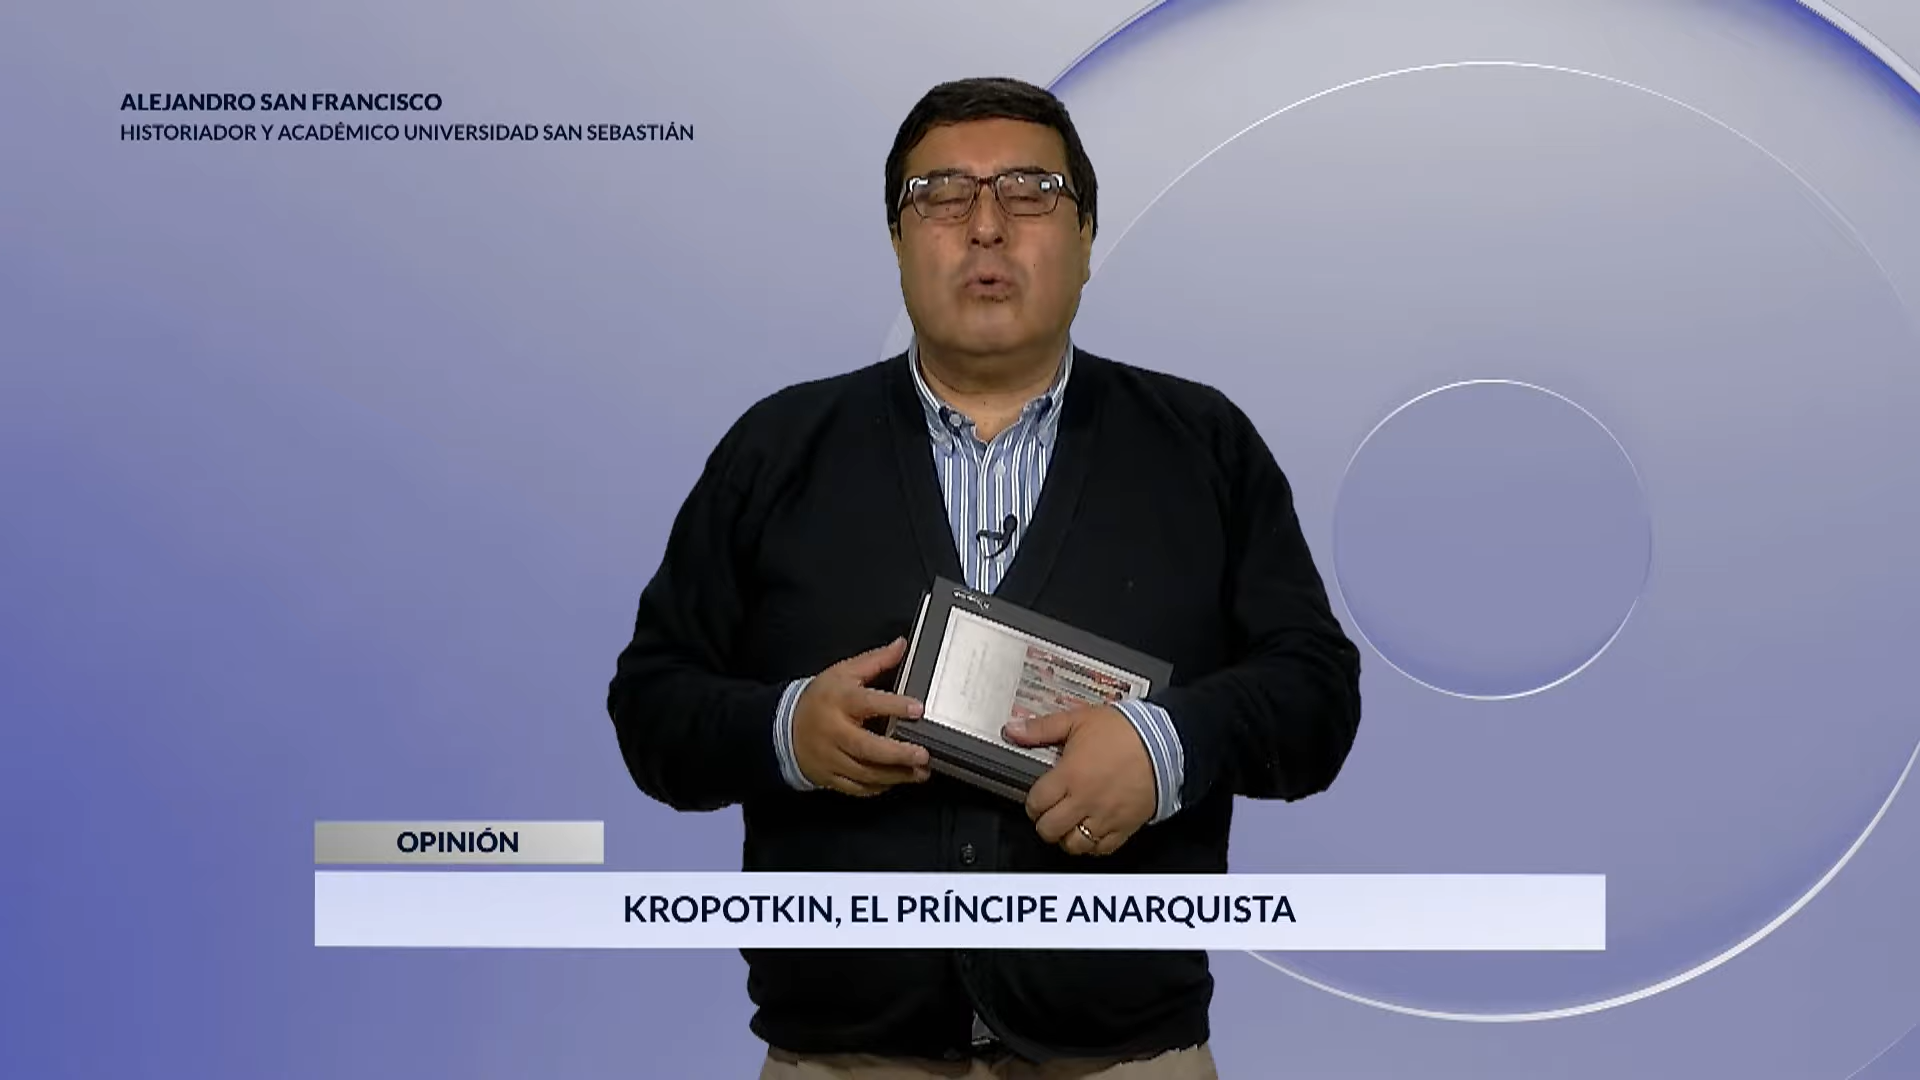 ALEJANDRO SAN FRANCISCO
HISTORIADOR Y ACADÉMICO UNIVERSIDAD SAN SEBASTIÁN
OPINIÓN
KROPOTKIN, EL PRÍNCIPE ANARQUISTA